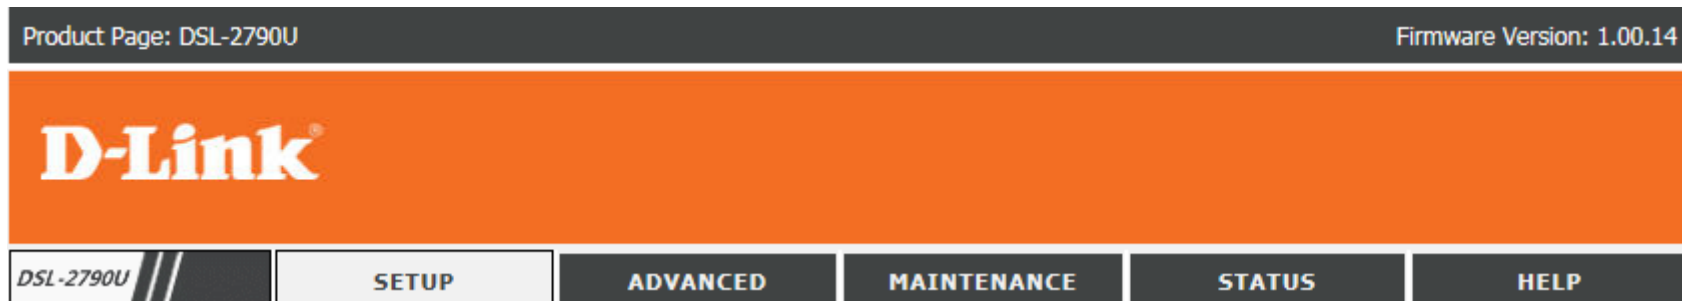 Product Page: DSL-2790U Firmware Version: 1.00.14
D-Link®
DSL-2790U SETUP ADVANCED MAINTENANCE STATUS HELP